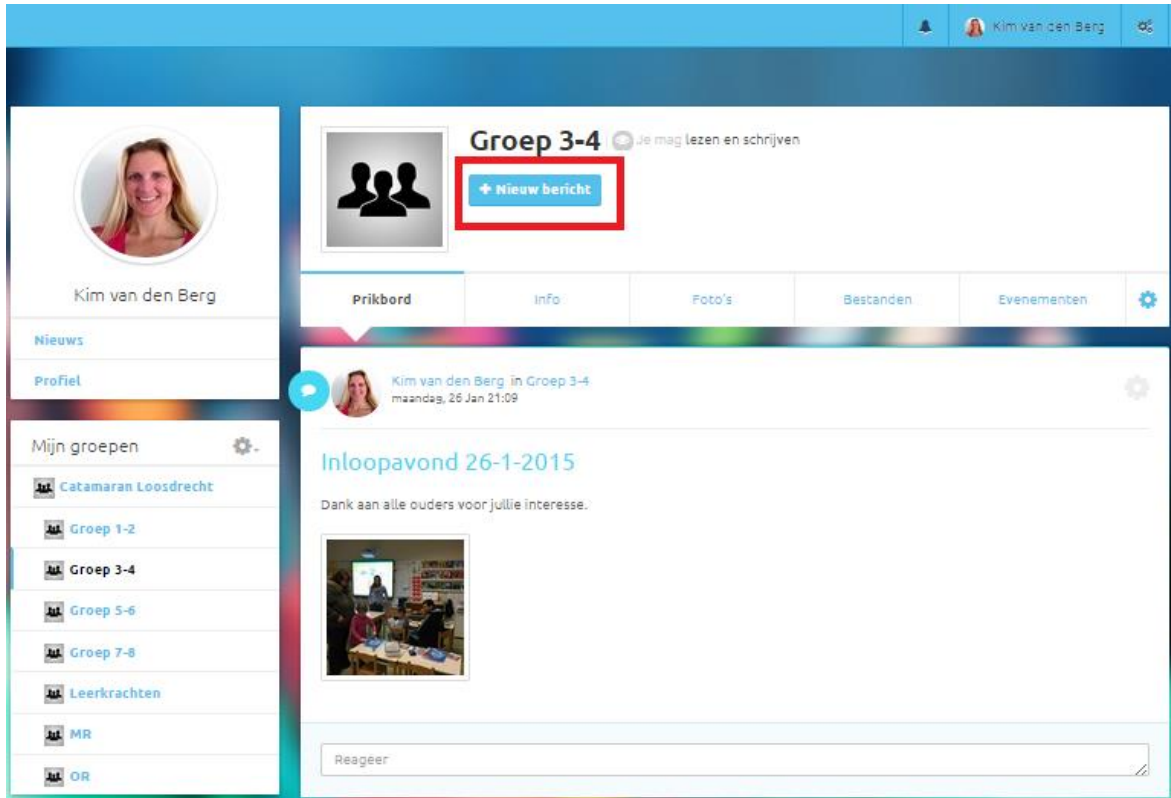 Kim van den Berg
Groep 3-4 Je mag lezen en schrijven
+ Nieuw bericht
Kim van den Berg
Nieuws
Profiel
Prikbord Info Foto's Bestanden Evenementen
Mijn groepen
Catamaran Loosdrecht
Groep 1-2
Groep 3-4
Groep 5-6
Groep 7-8
Leerkrachten
MR
OR
Kim van den Berg in Groep 3-4
maandag, 26 Jan 21:09
Inloopavond 26-1-2015
Dank aan alle ouders voor jullie interesse.
Reageer